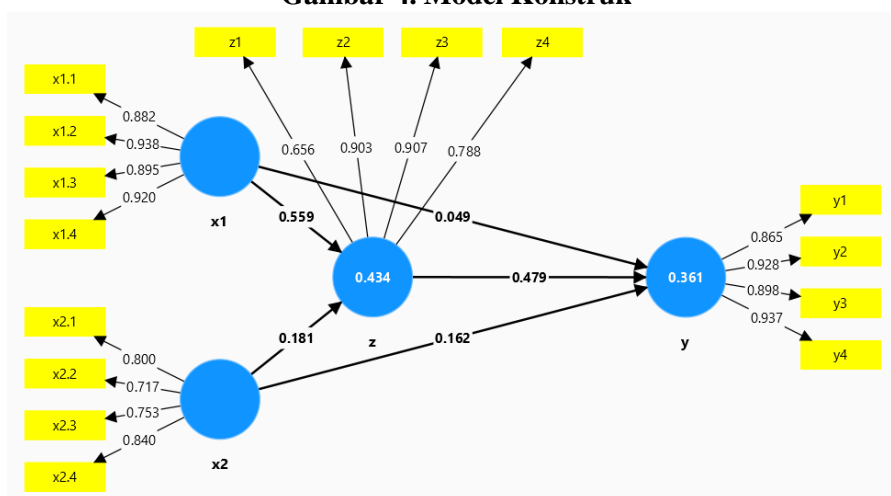 Gambar 4. Model Konstruk
z1 z2 z3 z4
x1.1
0.882
x1.2
0.938
x1.3
0.895
x1.4
0.920
x1
0.656 0.903 0.907 0.788
0.559
0.049
0.434
z
0.479
0.361
y
y1
0.865
y2
0.928
y3
0.898
y4
0.937
x2.1
0.800
x2.2
0.717
x2.3
0.753
x2.4
0.840
x2
0.181
0.162